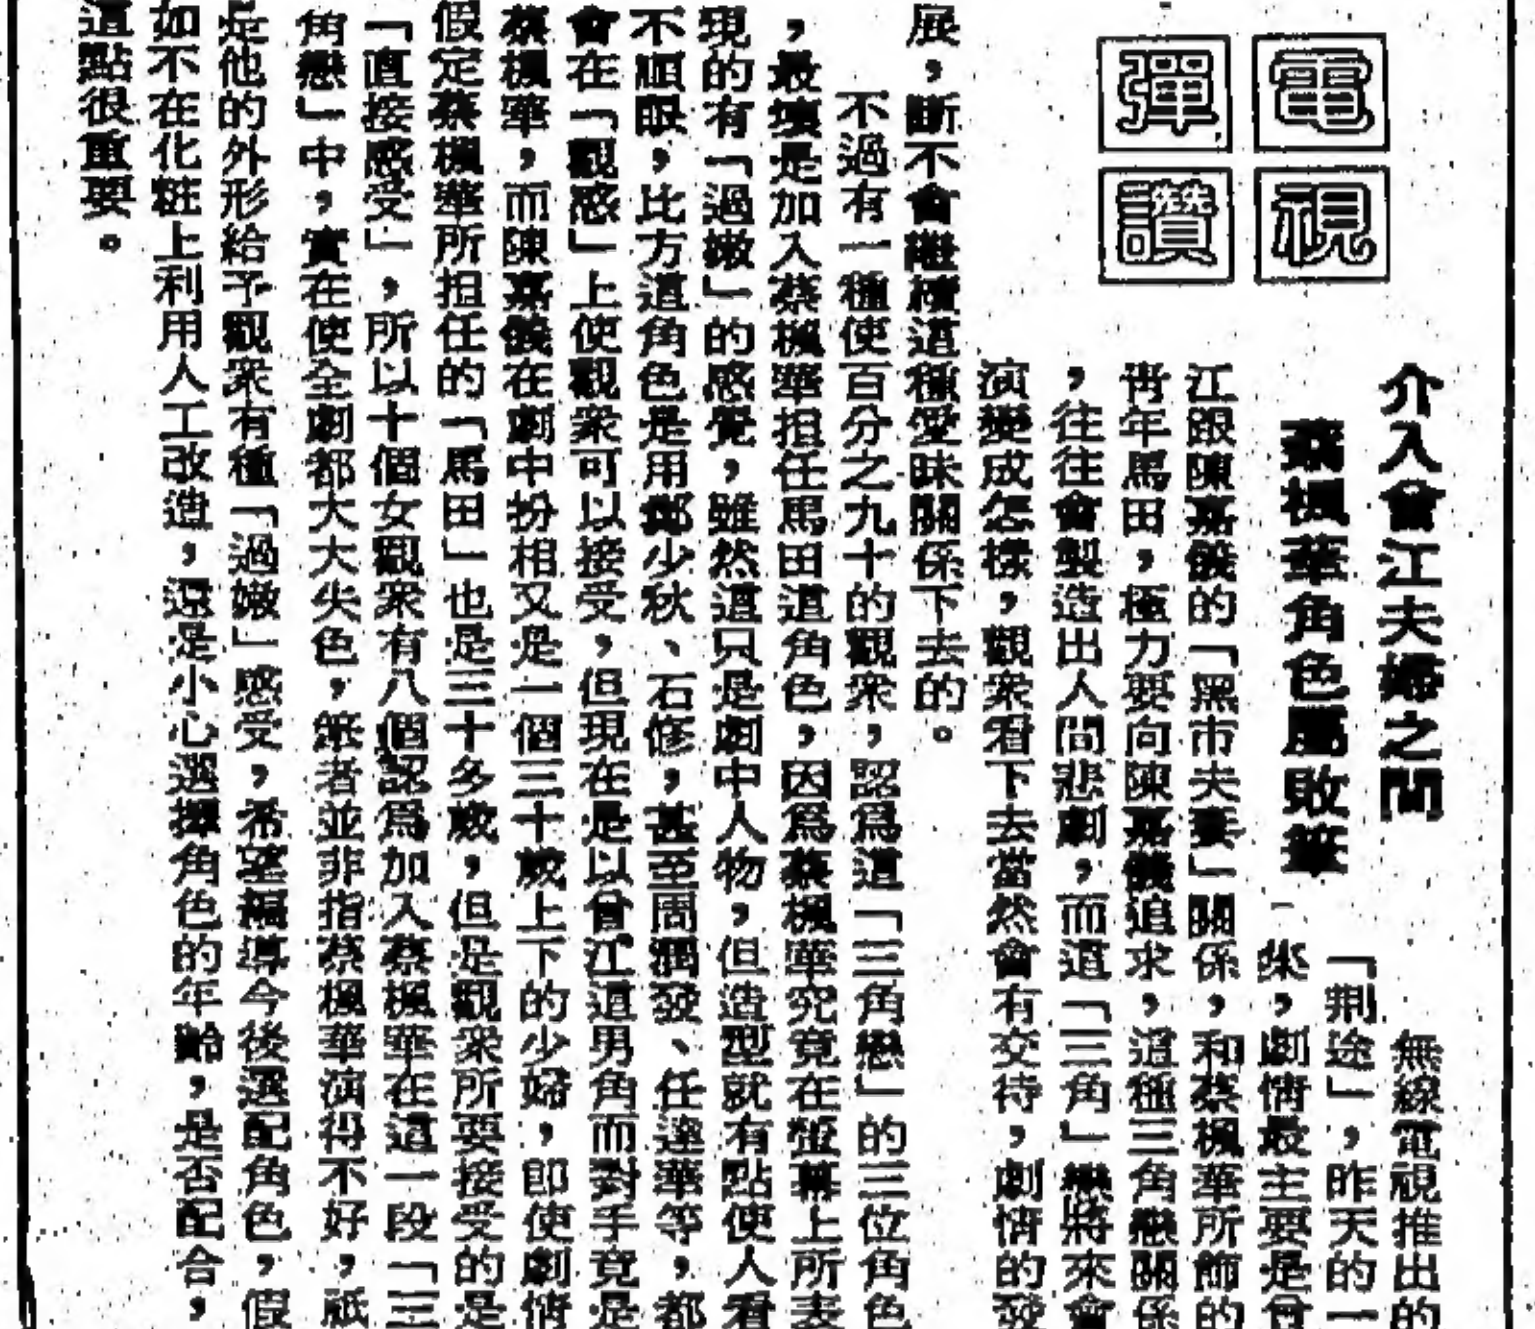 電視
彈讚
介入曾江夫婦之間
蔡楓華角色屬敗筆
無線電視推出的
「荆途」,昨天的一
集,劇情最主要是曾
江跟陳嘉儀的「黑市夫妻」關係,和蔡楓華所飾的
青年馬田,極力要向陳嘉儀追求,這種三角戀關係
,往往會製造出人間悲劇,而這「三角」戀將來會
演變成怎樣,觀衆看下去當然會有交待,劇情的發
展,斷不會繼續這種愛昧關係下去的。
不過有一種使百分之九十的觀衆,認爲這「三角戀」的三位角色
,最壞是加入蔡楓華担任馬田這角色,因爲蔡楓華究竟在螢幕上所表
現的有「過嫩」的感覺,雖然這只是劇中人物,但造型就有點使人看
不順眼,比方這角色是用鄭少秋、石修,甚至周潤發、任達華等,都
會在「觀感」上使觀衆可以接受,但現在是以曾江這男角而對手竟是
蔡楓華,而陳嘉儀在劇中扮相又是一個三十歲上下的少婦,即使劇情
假定蔡楓華所担任的「馬田」也是三十多歲,但是觀衆所要接受的是
「直接感受」,所以十個女觀衆有八個認爲加入蔡楓華在這一段「三
角戀」中,實在使全劇都大大失色,筆者並非指蔡楓華演得不好,祇
是他的外形給予觀衆有種「過嫩」感受,希望編導今後選配角色,假
如不在化粧上利用人工改造,還是小心選擇角色的年齡,是否配合,
這點很重要。